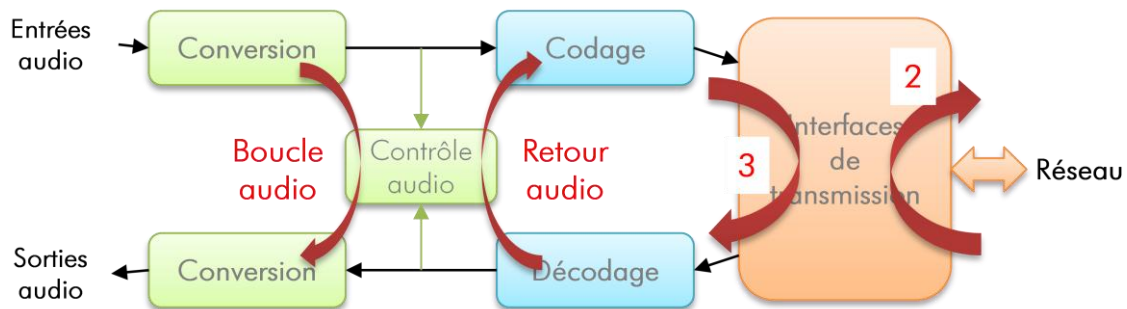 Entrées
audio
Conversion
Codage
2
Boucle
audio
Contrôle
audio
Retour
audio
3
Interfaces
de
transmission
Réseau
Sorties
audio
Conversion
Décodage